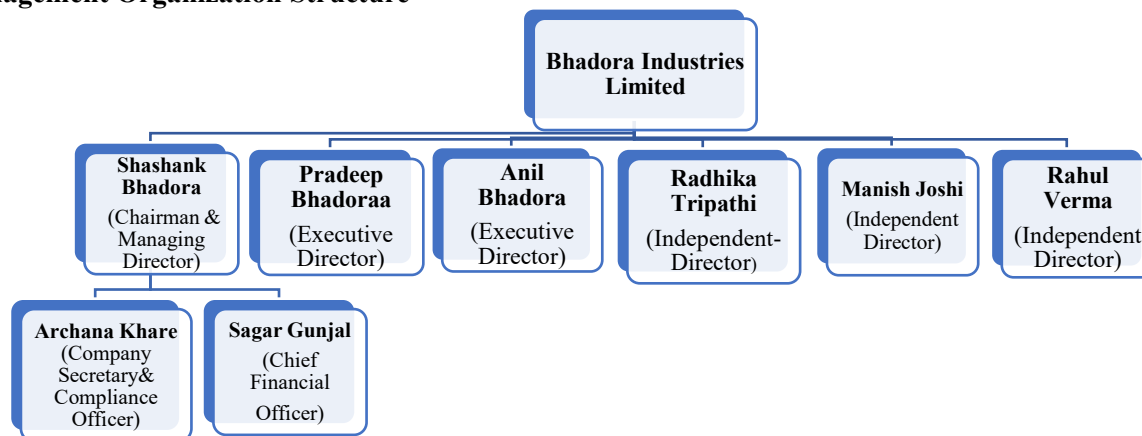 agement Organization Structure
Bhadora Industries
Limited
Shashank
Bhadora
(Chairman &
Managing
Director)
Pradeep
Bhadoraa
(Executive
Director)
Anil
Bhadora
(Executive
Director)
Radhika
Tripathi
(Independent-
Director)
Manish Joshi
(Independent
Director)
Rahul
Verma
(Independent
Director)
Archana Khare
(Company
Secretary&
Compliance
Officer)
Sagar Gunjal
(Chief
Financial
Officer)